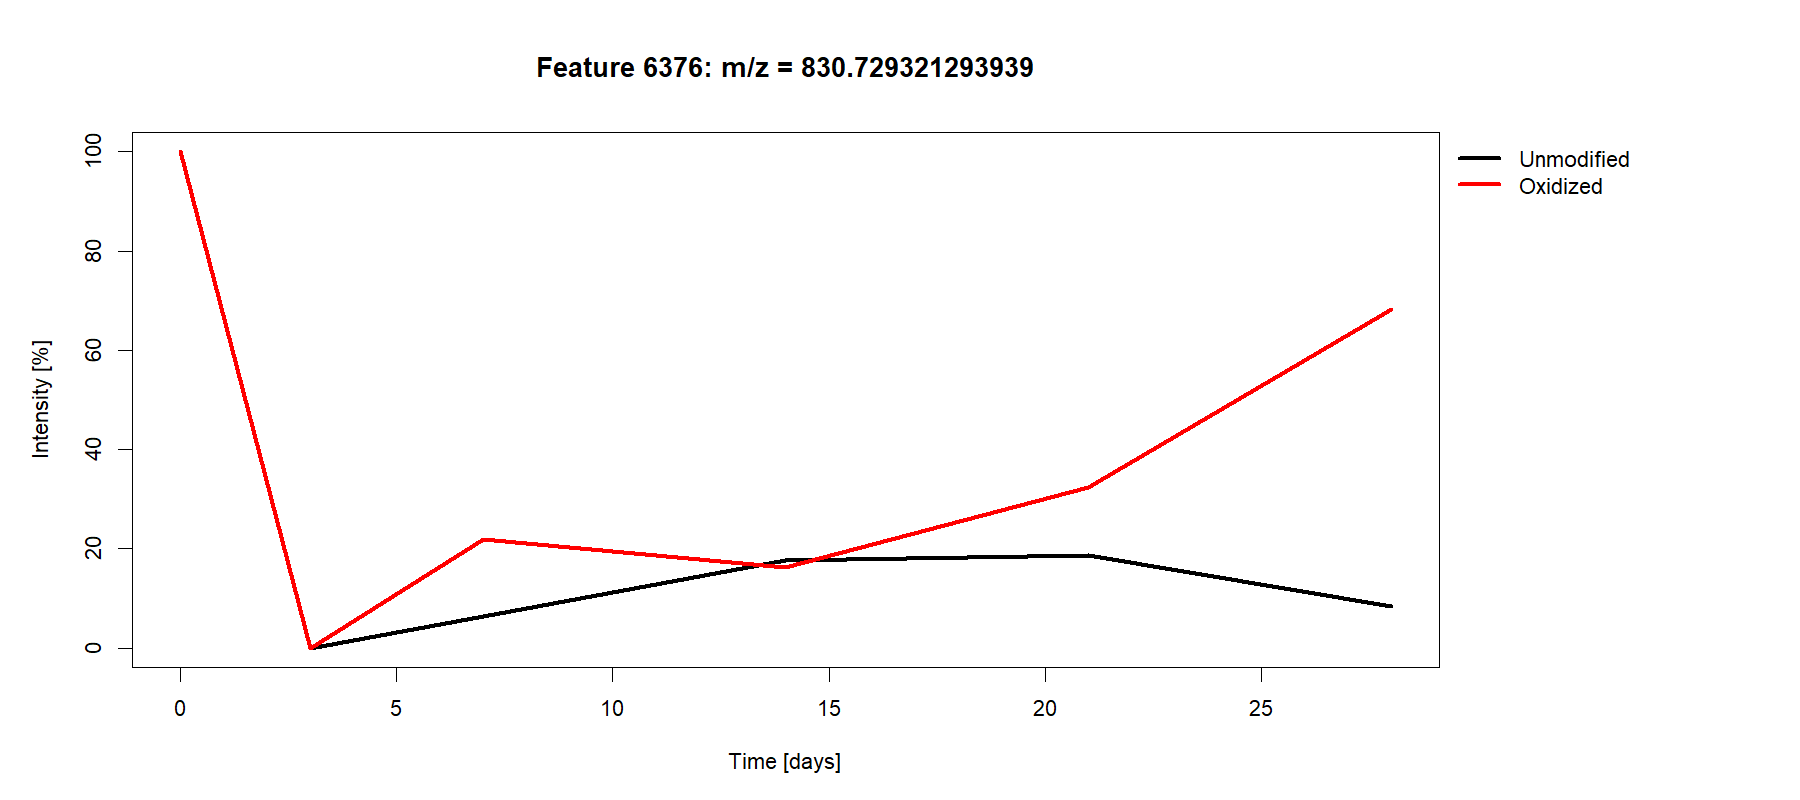 Feature 6376: m/z = 830.729321293939
Unmodified
Oxidized
Intensity [%]
100
80
60
40
20
0
0 5 10 15 20 25
Time [days]